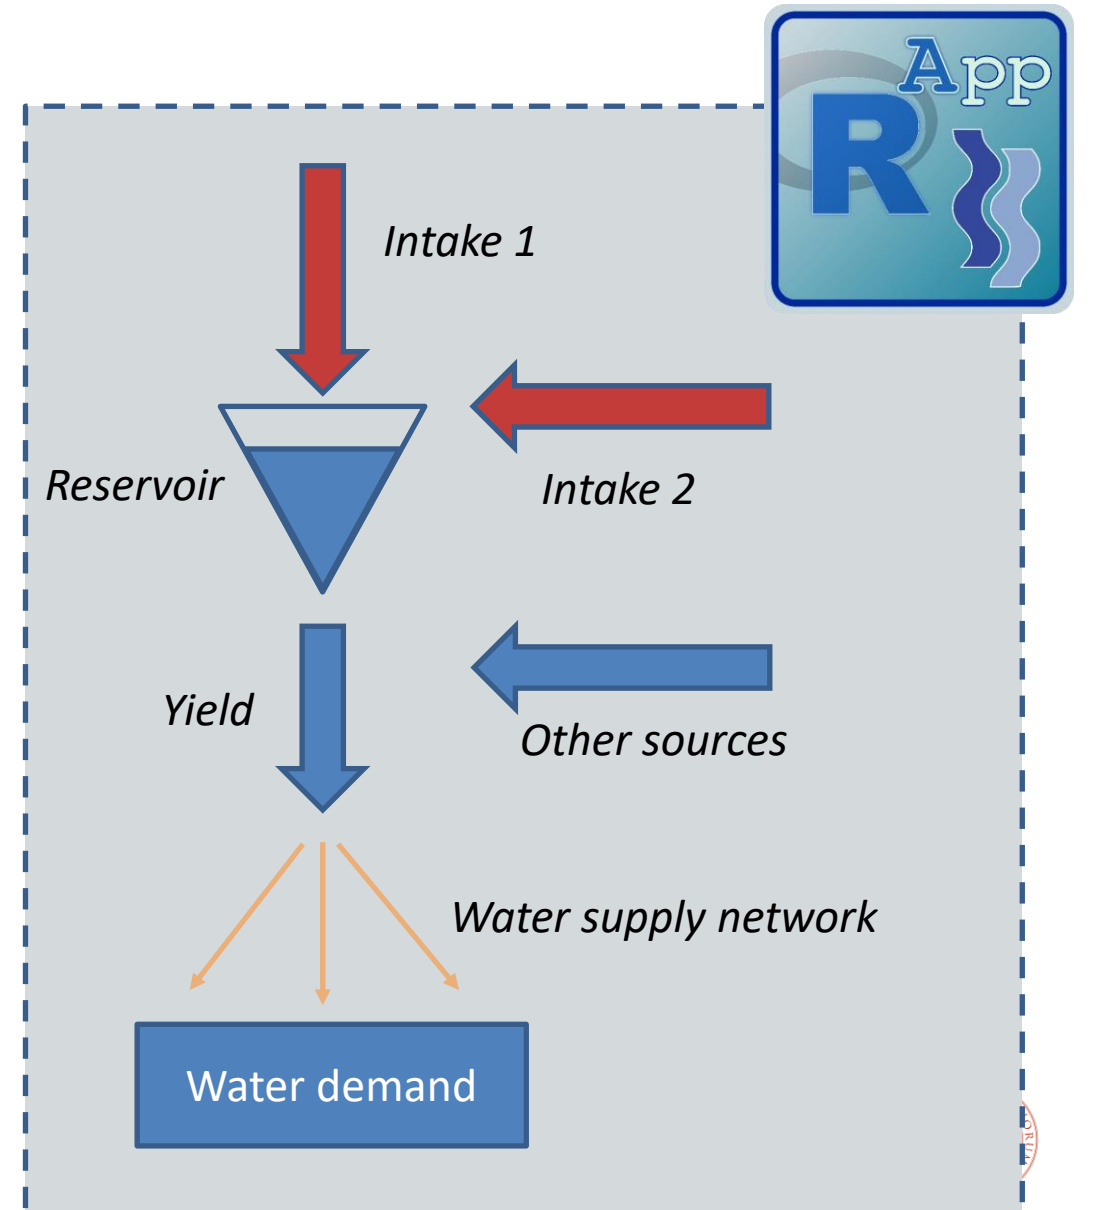 App
R
Intake 1
Reservoir
Intake 2
Yield
Other sources
Water supply network
Water demand